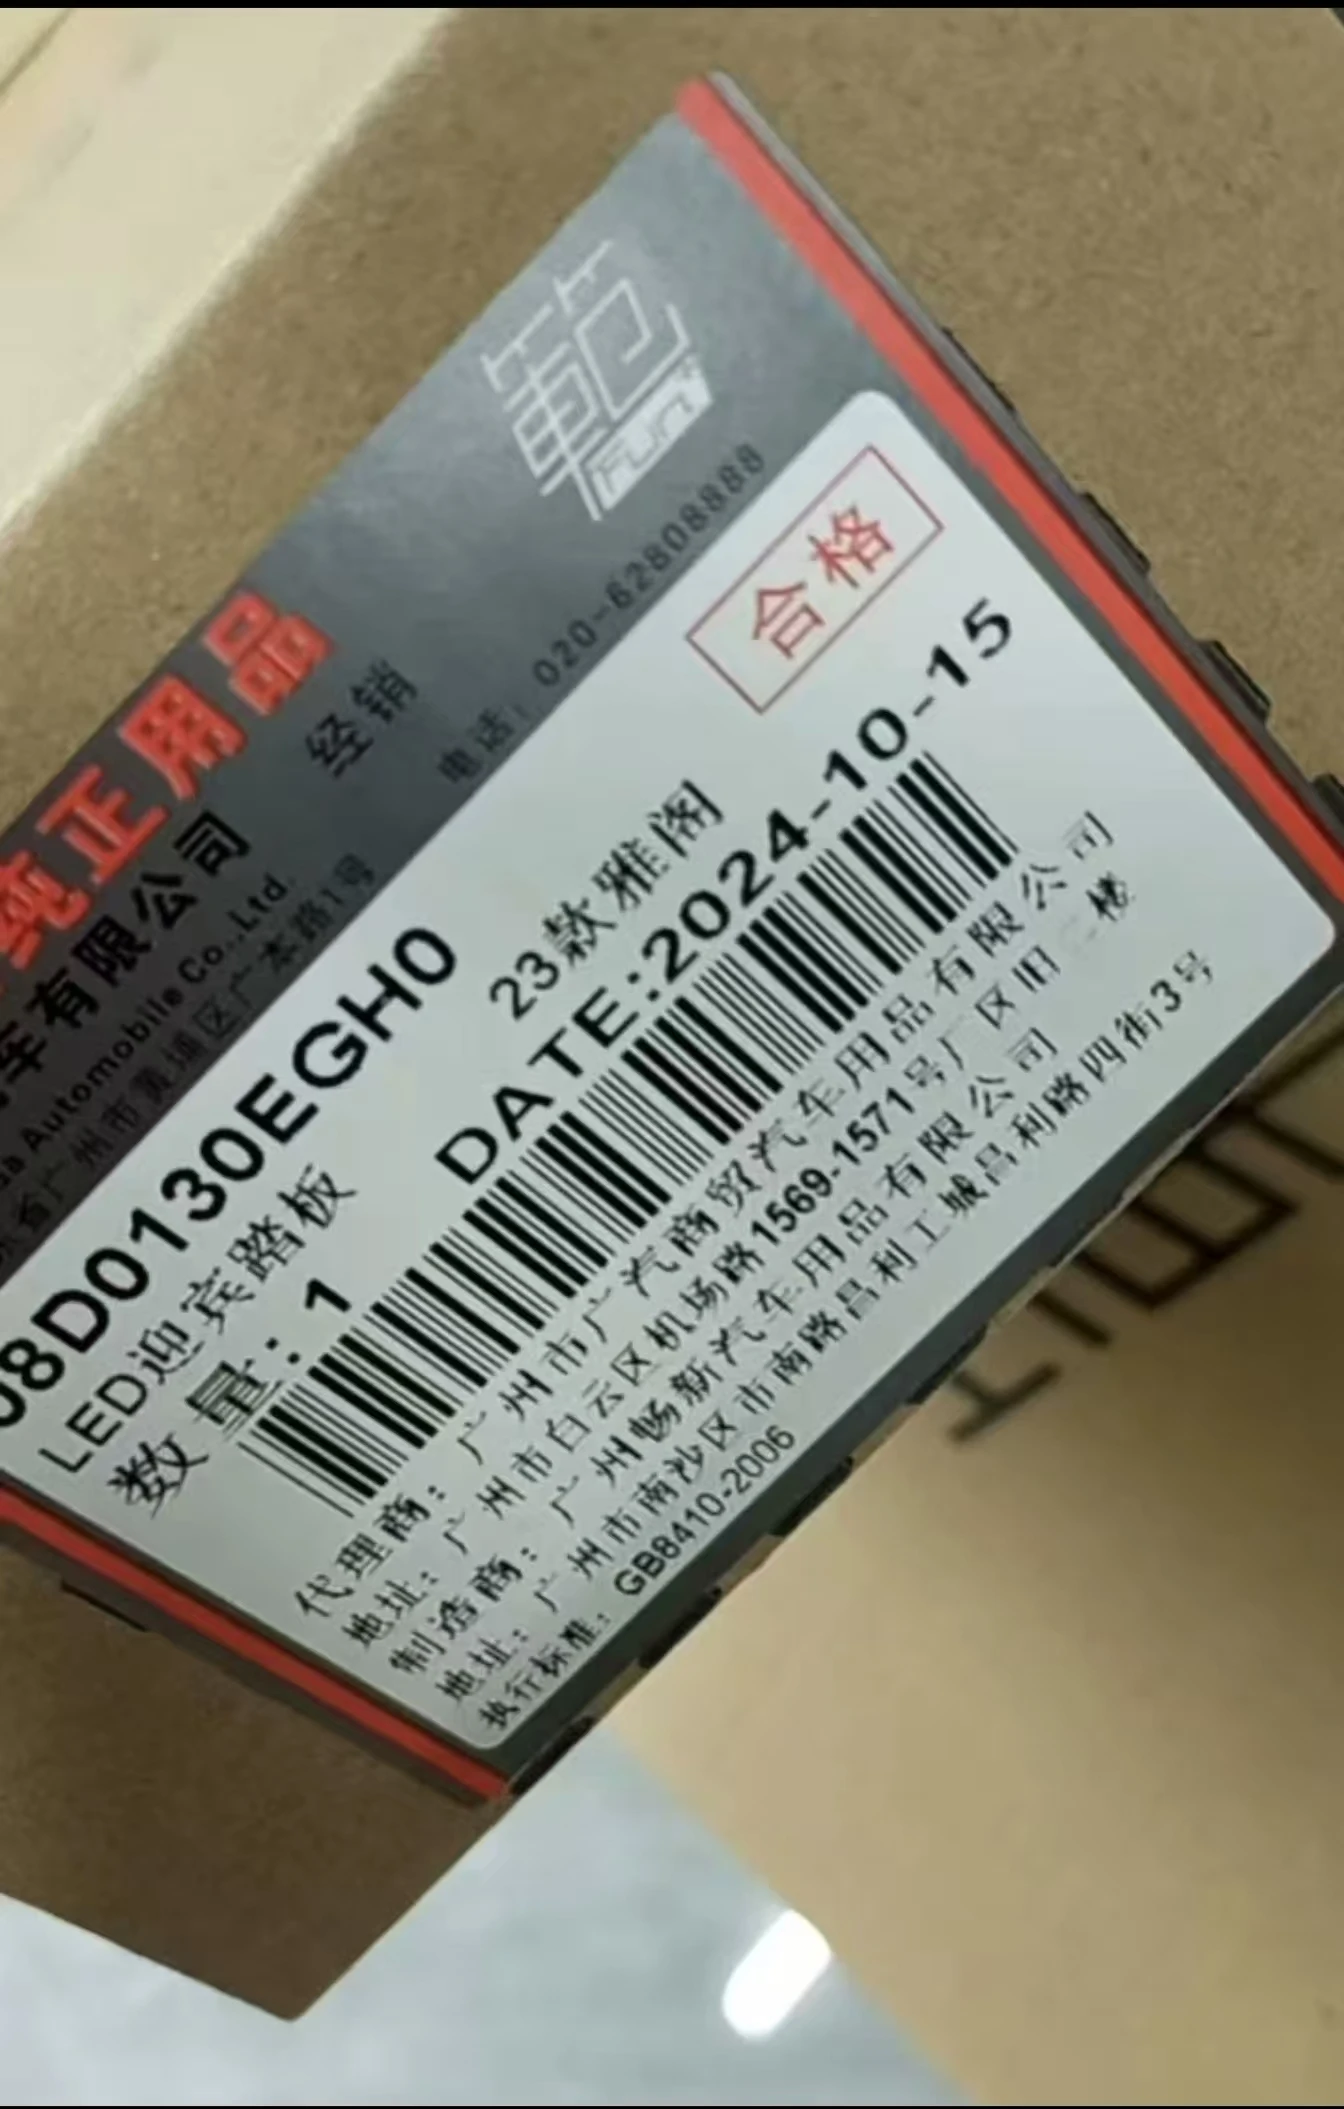 纯正用品
车有限公司 经销
a Automobile Co.,Ltd.
省广州市黄埔区广本路1号 电话: 020-62808888
合格
08D0130EGH0
LED迎宾踏板 23款雅阁
数量: 1 DATE:2024-10-15
代理商: 广州市广汽商贸汽车用品有限公司
地址: 广州市白云区机场路1569-1571号厂区旧 楼
制造商: 广州畅新汽车用品有限公司
地址: 广州市南沙区市南路昌利工城昌利路四街3号
执行标准: GB8410-2006